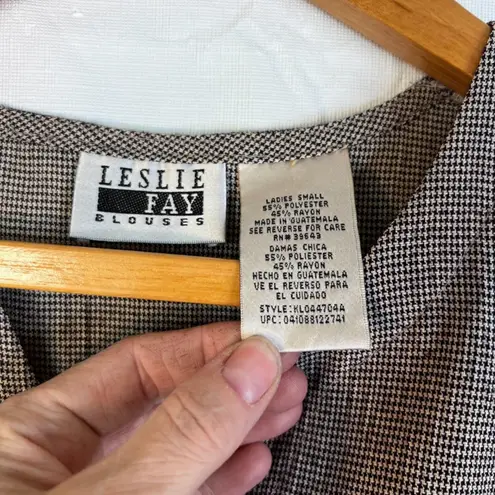 LESLIE
FAY
BLOUSES
LADIES SMALL
55% POLYESTER
45% RAYON
MADE IN GUATEMALA
SEE REVERSE FOR CARE
RN# 39643
DAMAS CHICA
55% POLIESTER
45% RAYON
HECHO EN GUATEMALA
VE EL REVERSO PARA
EL CUIDADO
STYLE:KL044704A
UPC:041088122741